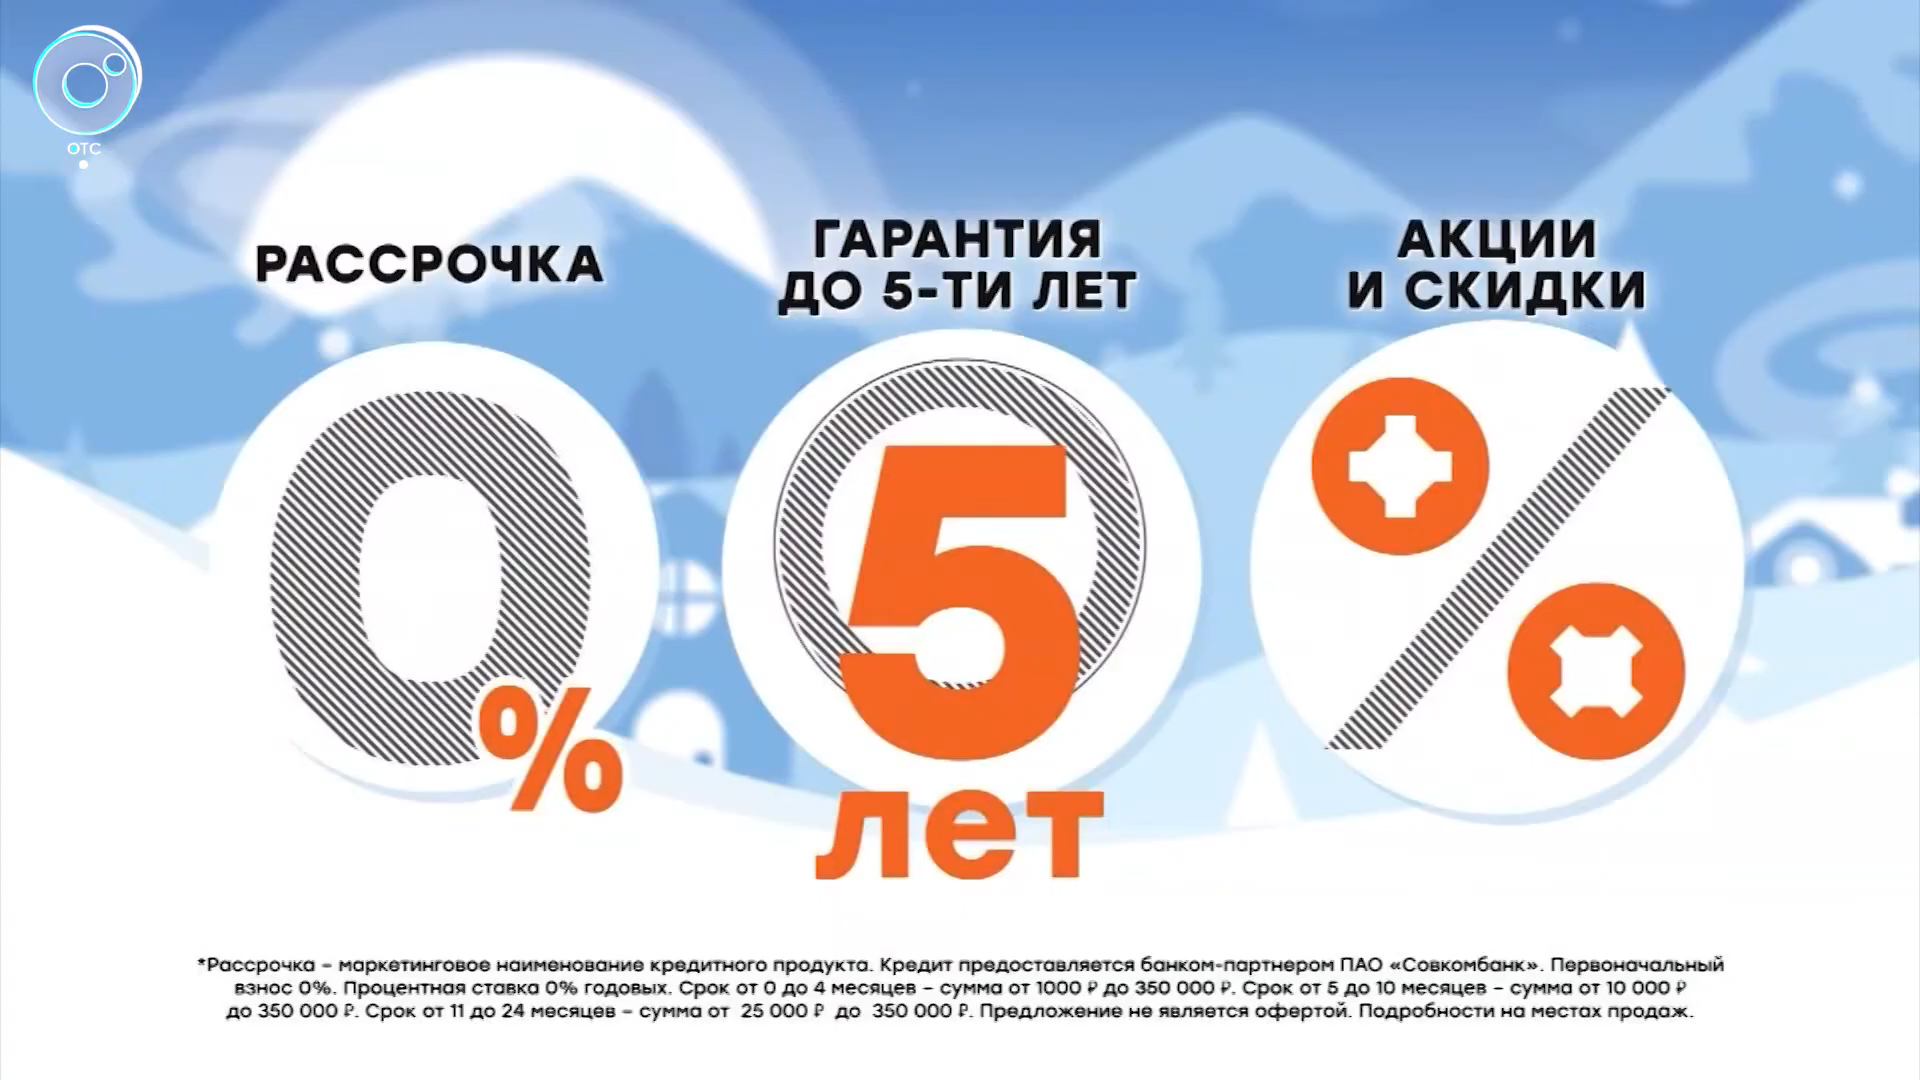 ОТС
РАССРОЧКА
ГАРАНТИЯ
ДО 5-ТИ ЛЕТ
АКЦИИ
И СКИДКИ
0%
5
лет
*Рассрочка – маркетинговое наименование кредитного продукта. Кредит предоставляется банком-партнером ПАО «Совкомбанк». Первоначальный
взнос 0%. Процентная ставка 0% годовых. Срок от 0 до 4 месяцев – сумма от 1000 ₽ до 350 000 ₽. Срок от 5 до 10 месяцев – сумма от 10 000 ₽
до 350 000 ₽. Срок от 11 до 24 месяцев – сумма от 25 000 ₽ до 350 000 ₽. Предложение не является офертой. Подробности на местах продаж.